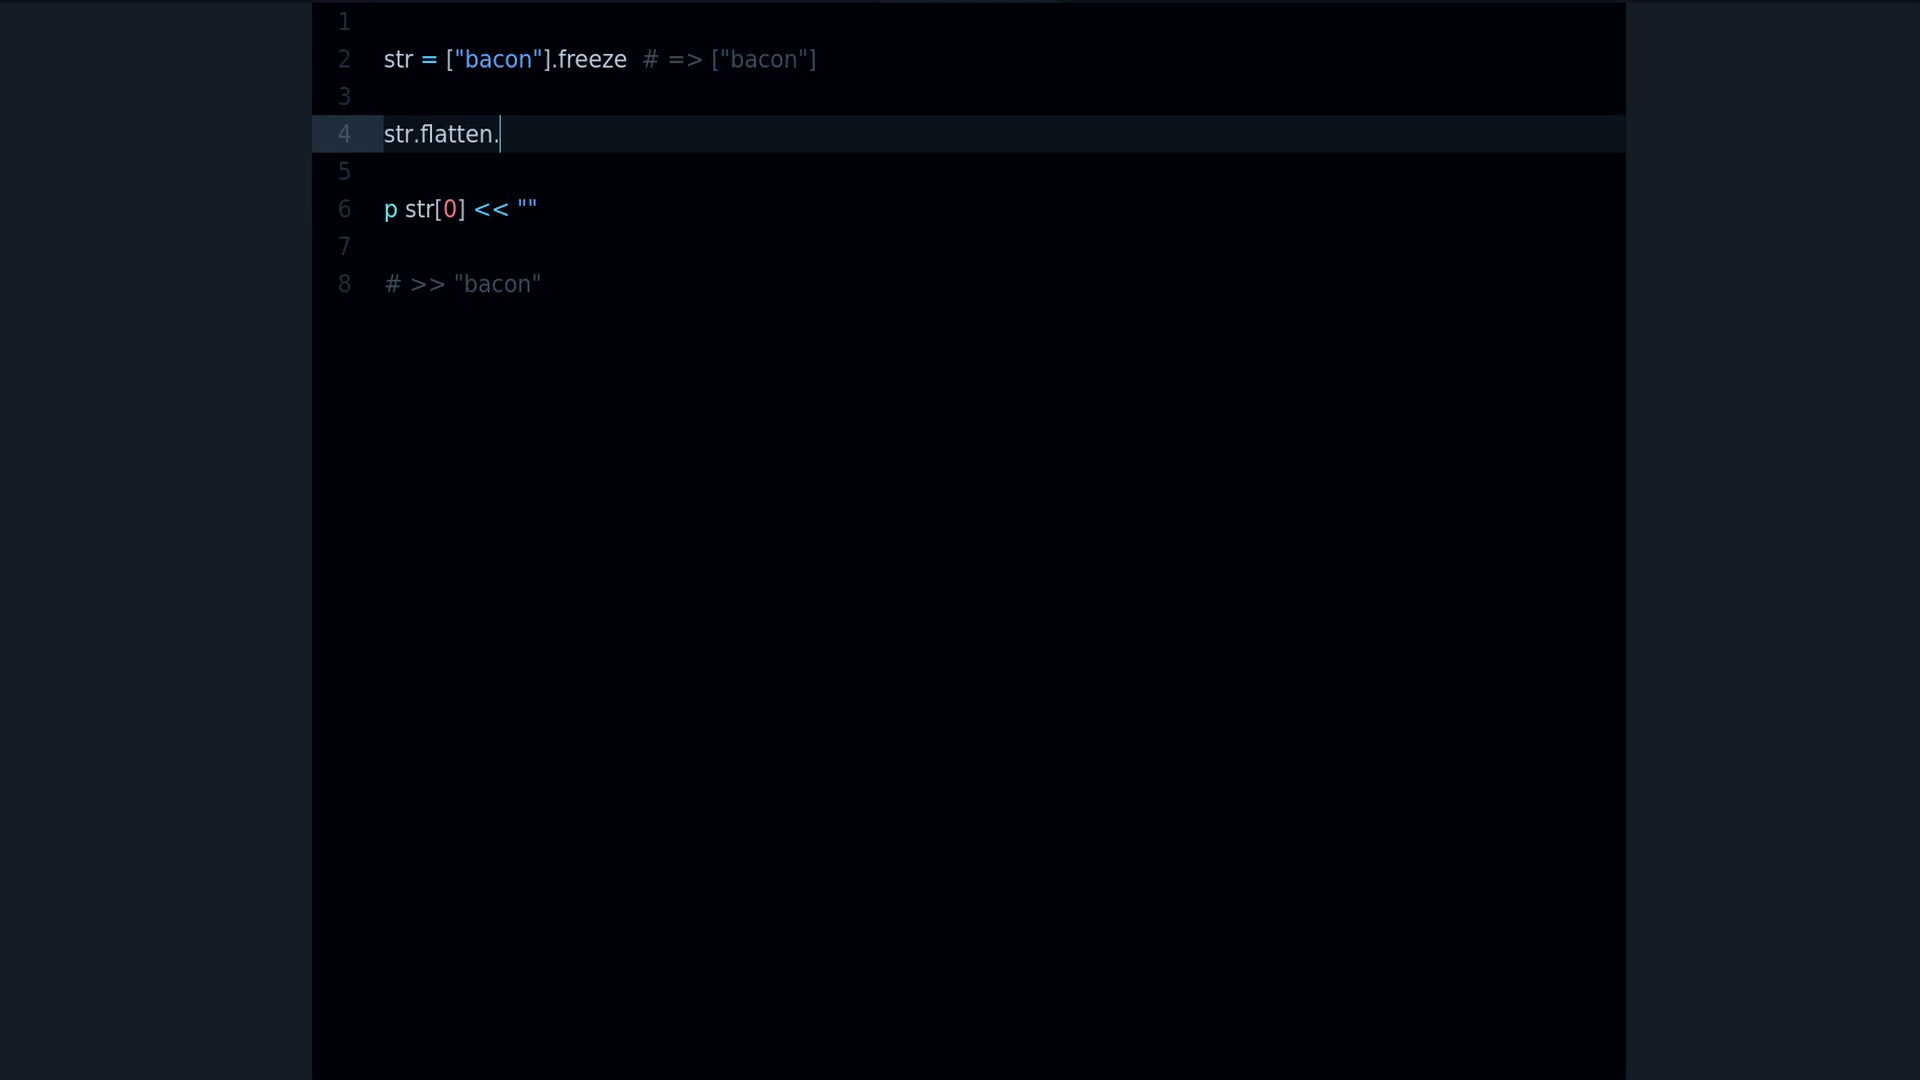 1
2 str = ["bacon"].freeze # => ["bacon"]
3
4 str.flatten.
5
6 p str[0] << ""
7
8 # >> "bacon"